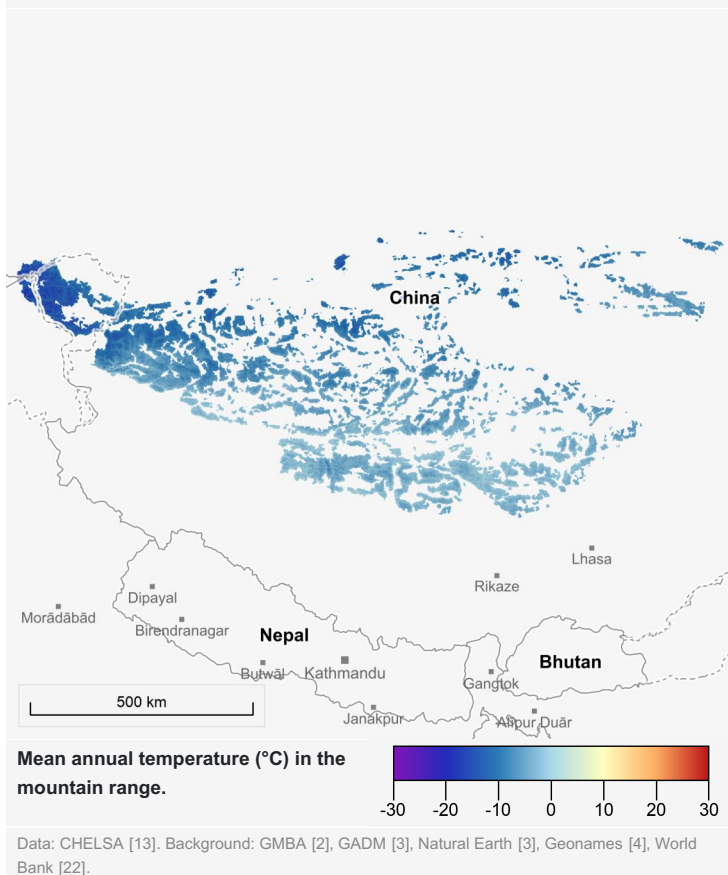 China
Lhasa
Rikaze
Dipayal
Morādābād
Birendranagar
Nepal
Bhutan
Butwāl
Kathmandu
Gangtok
500 km
Janakpur
Alīpur Duār
Mean annual temperature (°C) in the
mountain range.
-30 -20 -10 0 10 20 30
Data: CHELSA [13]. Background: GMBA [2], GADM [3], Natural Earth [3], Geonames [4], World
Bank [22].